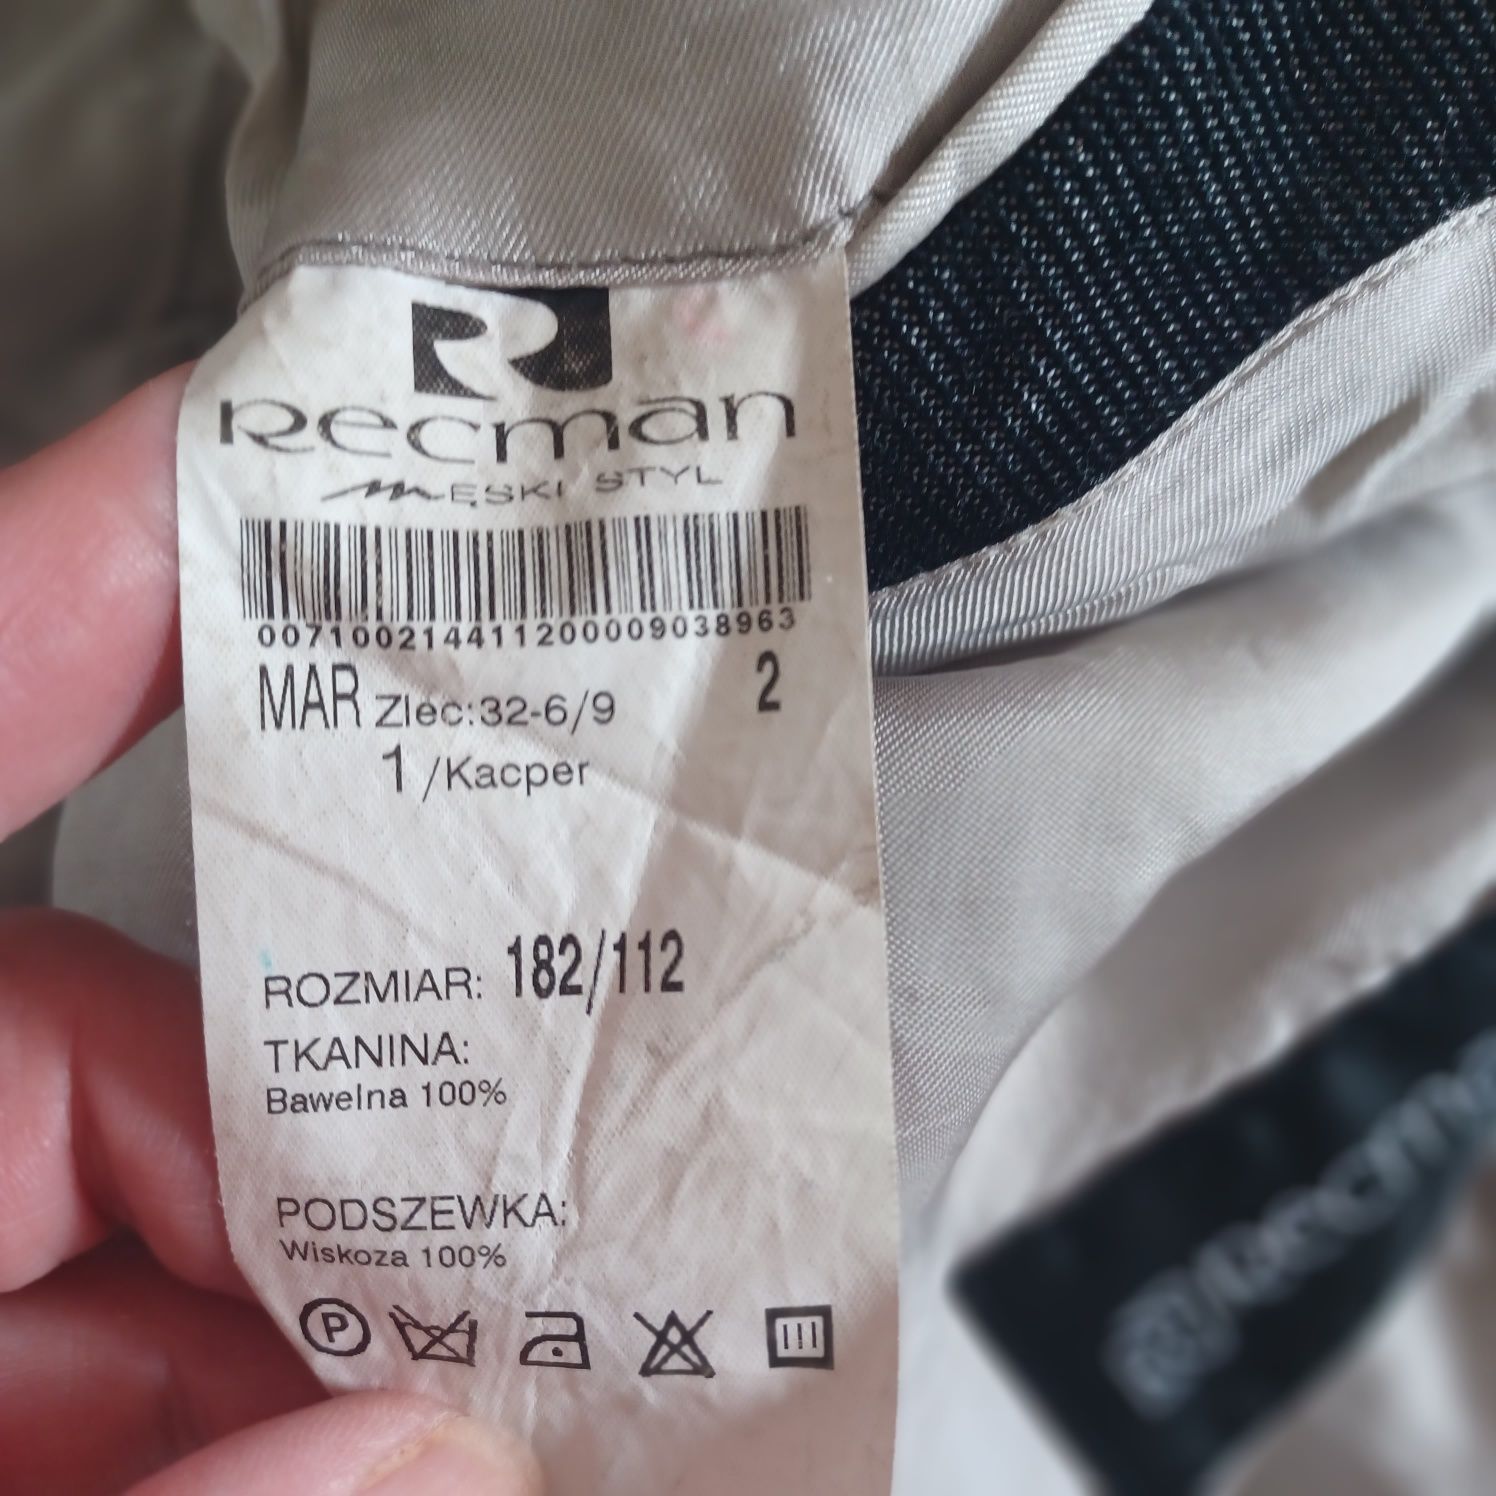 Recman
MĘSKI STYL
007100214411200009038963
MAR Zlec:32-6/9 2
1 /Kacper
ROZMIAR: 182/112
TKANINA:
Bawelna 100%
PODSZEWKA:
Wiskoza 100%
P